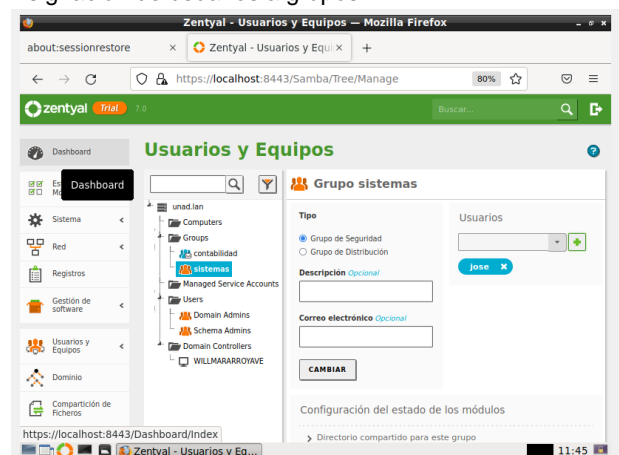 Zentyal - Usuarios y Equipos — Mozilla Firefox
about:sessionrestore
Zentyal - Usuarios y Equi
https://localhost:8443/Samba/Tree/Manage
80%
zentyal Trial 7.0
Buscar...
Dashboard
Usuarios y Equipos
Dashboard
Sistema
Red
Registros
Gestión de
software
Usuarios y
Equipos
Dominio
Compartición de
Ficheros
unad.lan
Computers
Groups
contabilidad
sistemas
Managed Service Accounts
Users
Domain Admins
Schema Admins
Domain Controllers
WILLMARARROYAVE
Grupo sistemas
Tipo
Grupo de Seguridad
Grupo de Distribución
Descripción Opcional
Correo electrónico Opcional
CAMBIAR
Usuarios
jose
Configuración del estado de los módulos
Directorio compartido para este grupo
https://localhost:8443/Dashboard/Index
Zentyal - Usuarios y Eq...
11:45